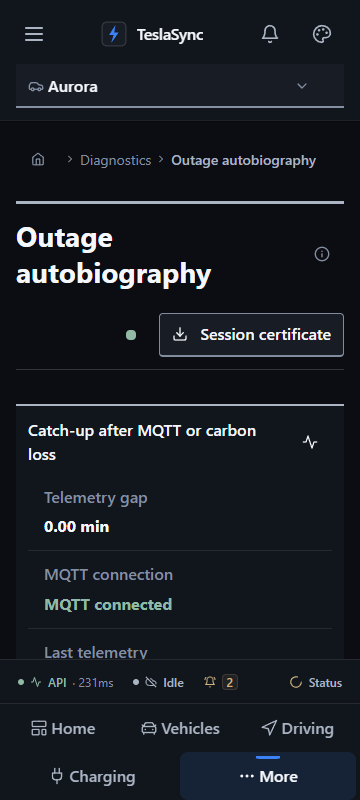 TeslaSync
Aurora
Diagnostics Outage autobiography
Outage
autobiography
Session certificate
Catch-up after MQTT or carbon
loss
Telemetry gap
0.00 min
MQTT connection
MQTT connected
Last telemetry
API · 231ms Idle 2 Status
Home Vehicles Driving
Charging More